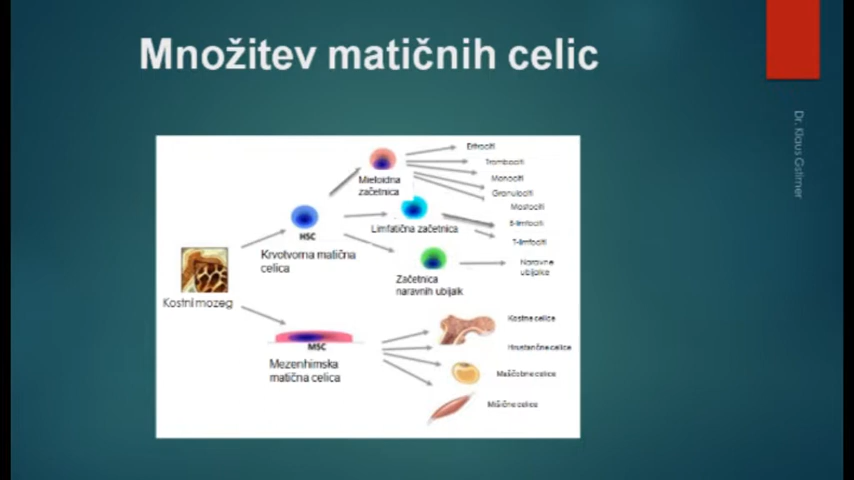 Množitev matičnih celic
Dr. Klaus Gstirner
Eritrociti
Trombociti
Monociti
Granulociti
Mastociti
Mieloidna
začetnica
B-limfociti
Limfatična začetnica
T-limfociti
HSC
Krvotvorna matična
celica
Naravne
ubijalke
Začetnica
naravnih ubijalk
Kostni mozeg
Kostne celice
MSC
Hrustančne celice
Mezenhimska
matična celica
Maščobne celice
Mišične celice